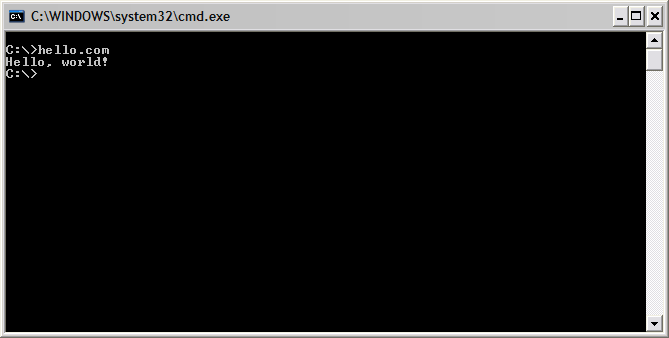 C:\WINDOWS\system32\cmd.exe
C:\>hello.com
Hello, world!
C:\>